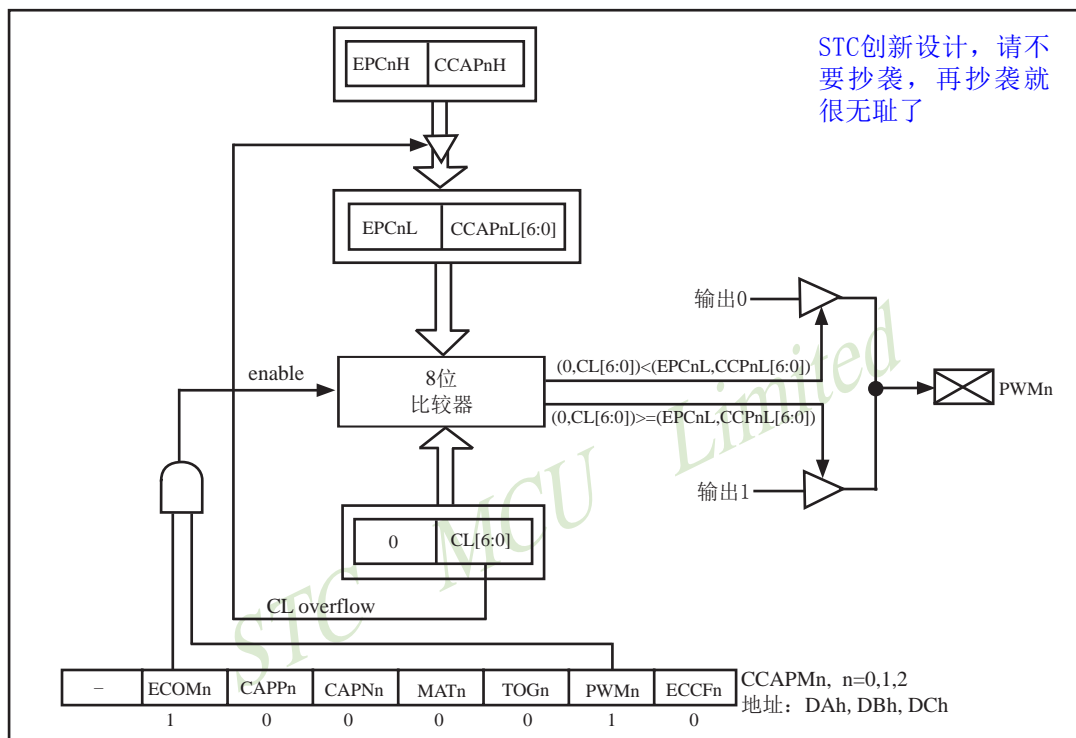 STC创新设计，请不
要抄袭，再抄袭就
很无耻了
EPCnH CCAPnH
EPCnL CCAPnL[6:0]
输出0
enable
8位
比较器
(0,CL[6:0])<(EPCnL,CCPnL[6:0])
(0,CL[6:0])>=(EPCnL,CCPnL[6:0])
PWMn
输出1
0 CL[6:0]
CL overflow
STC MCU Limited
– ECOMn CAPPn CAPNn MATn TOGn PWMn ECCFn
1 0 0 0 0 1 0
CCAPMn, n=0,1,2
地址：DAh, DBh, DCh